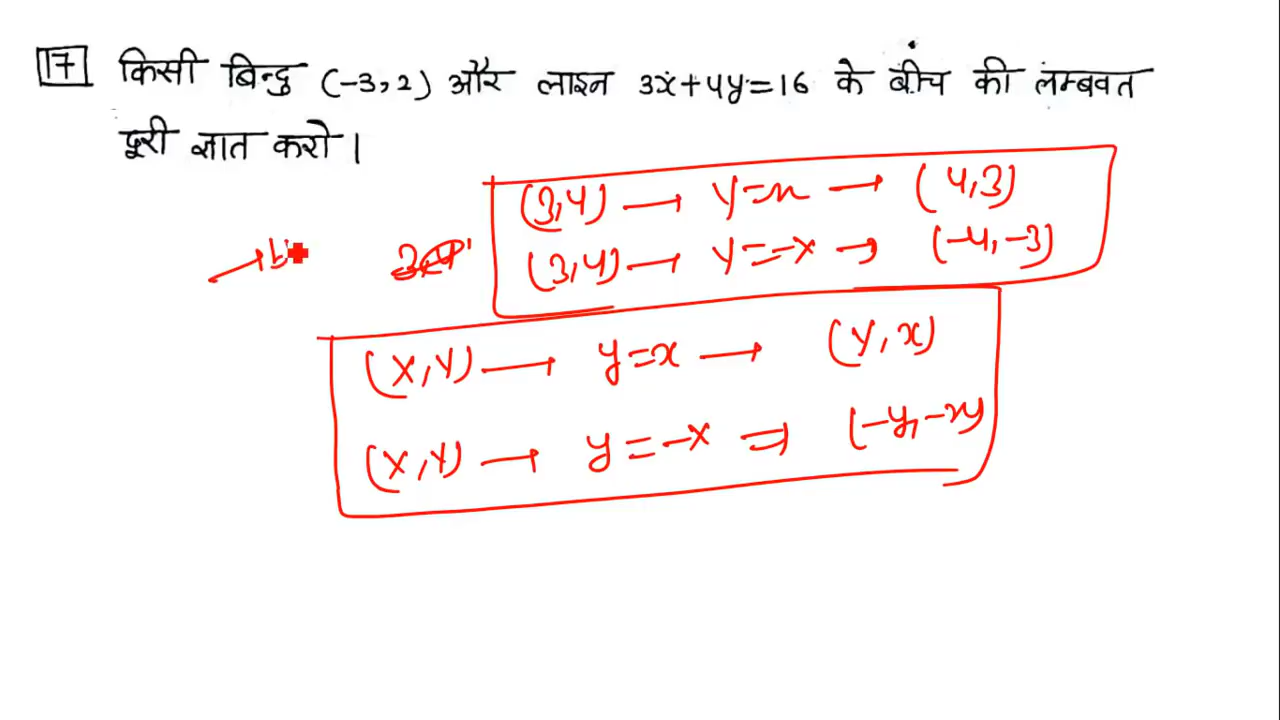 17 किसी बिन्दु (-3,2) और लाइन 3x+4y=16 के बीच की लम्बवत
दूरी ज्ञात करो।
(3,4) → y=x → (4,3)
(3,4) → y=-x → (-4,-3)
(x,y) → y=x → (y,x)
(x,y) → y=-x ⇒ (-y,-x)